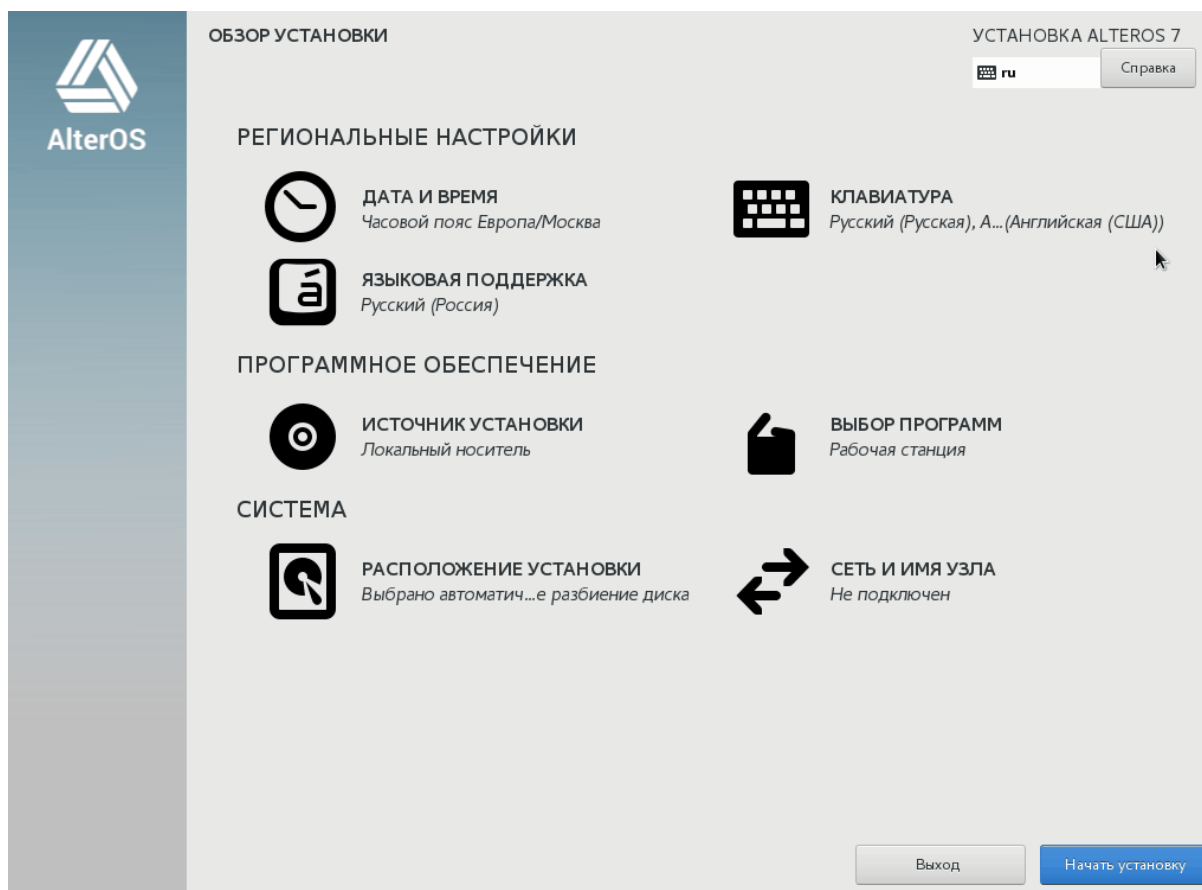 AlterOS
ОБЗОР УСТАНОВКИ
УСТАНОВКА ALTEROS 7
ru
Справка
РЕГИОНАЛЬНЫЕ НАСТРОЙКИ
ДАТА И ВРЕМЯ
Часовой пояс Европа/Москва
КЛАВИАТУРА
Русский (Русская), А...(Английская (США))
ЯЗЫКОВАЯ ПОДДЕРЖКА
Русский (Россия)
ПРОГРАММНОЕ ОБЕСПЕЧЕНИЕ
ИСТОЧНИК УСТАНОВКИ
Локальный носитель
ВЫБОР ПРОГРАММ
Рабочая станция
СИСТЕМА
РАСПОЛОЖЕНИЕ УСТАНОВКИ
Выбрано автоматич...е разбиение диска
СЕТЬ И ИМЯ УЗЛА
Не подключен
Выход
Начать установку